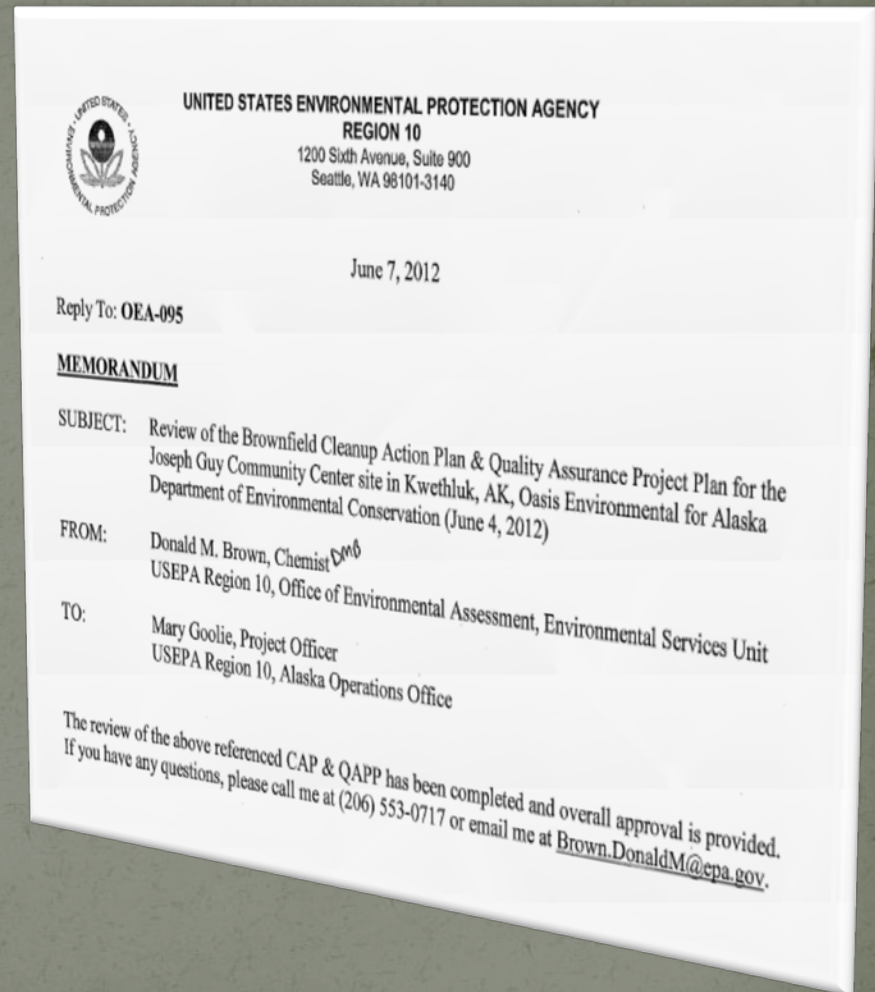 UNITED STATES ENVIRONMENTAL PROTECTION AGENCY
REGION 10
1200 Sixth Avenue, Suite 900
Seattle, WA 98101-3140
UNITED STATES
ENVIRONMENTAL PROTECTION AGENCY
June 7, 2012
Reply To: OEA-095
MEMORANDUM
SUBJECT: Review of the Brownfield Cleanup Action Plan & Quality Assurance Project Plan for the
Joseph Guy Community Center site in Kwethluk, AK, Oasis Environmental for Alaska
Department of Environmental Conservation (June 4, 2012)
FROM: Donald M. Brown, Chemist DMB
USEPA Region 10, Office of Environmental Assessment, Environmental Services Unit
TO: Mary Goolie, Project Officer
USEPA Region 10, Alaska Operations Office
The review of the above referenced CAP & QAPP has been completed and overall approval is provided.
If you have any questions, please call me at (206) 553-0717 or email me at Brown.DonaldM@epa.gov.